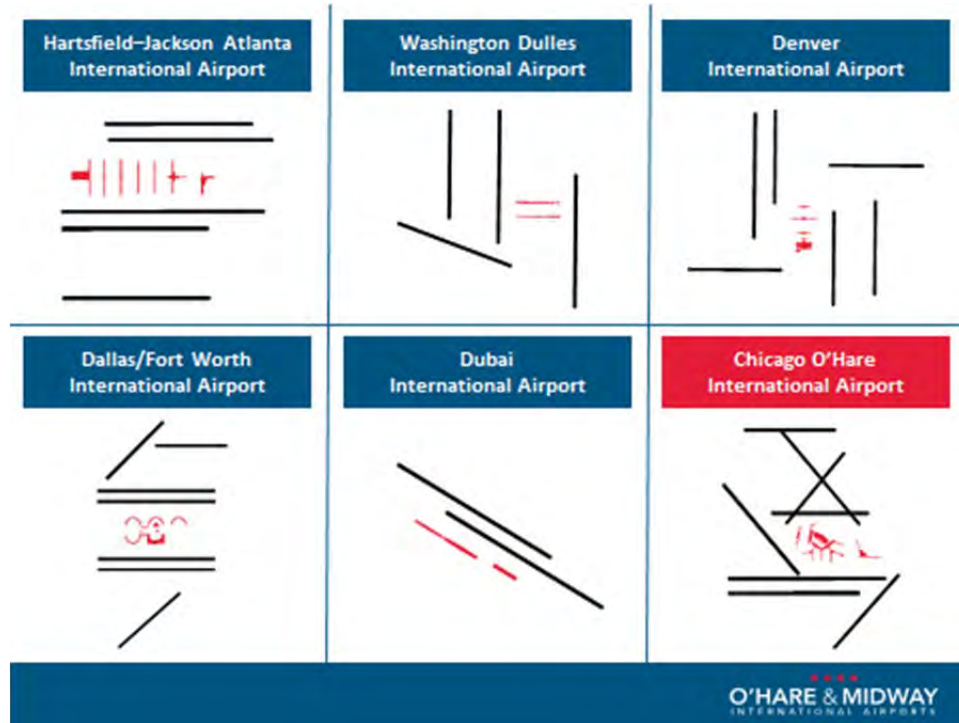 Hartsfield–Jackson Atlanta
International Airport
Washington Dulles
International Airport
Denver
International Airport
Dallas/Fort Worth
International Airport
Dubai
International Airport
Chicago O’Hare
International Airport
O’HARE & MIDWAY
INTERNATIONAL AIRPORTS